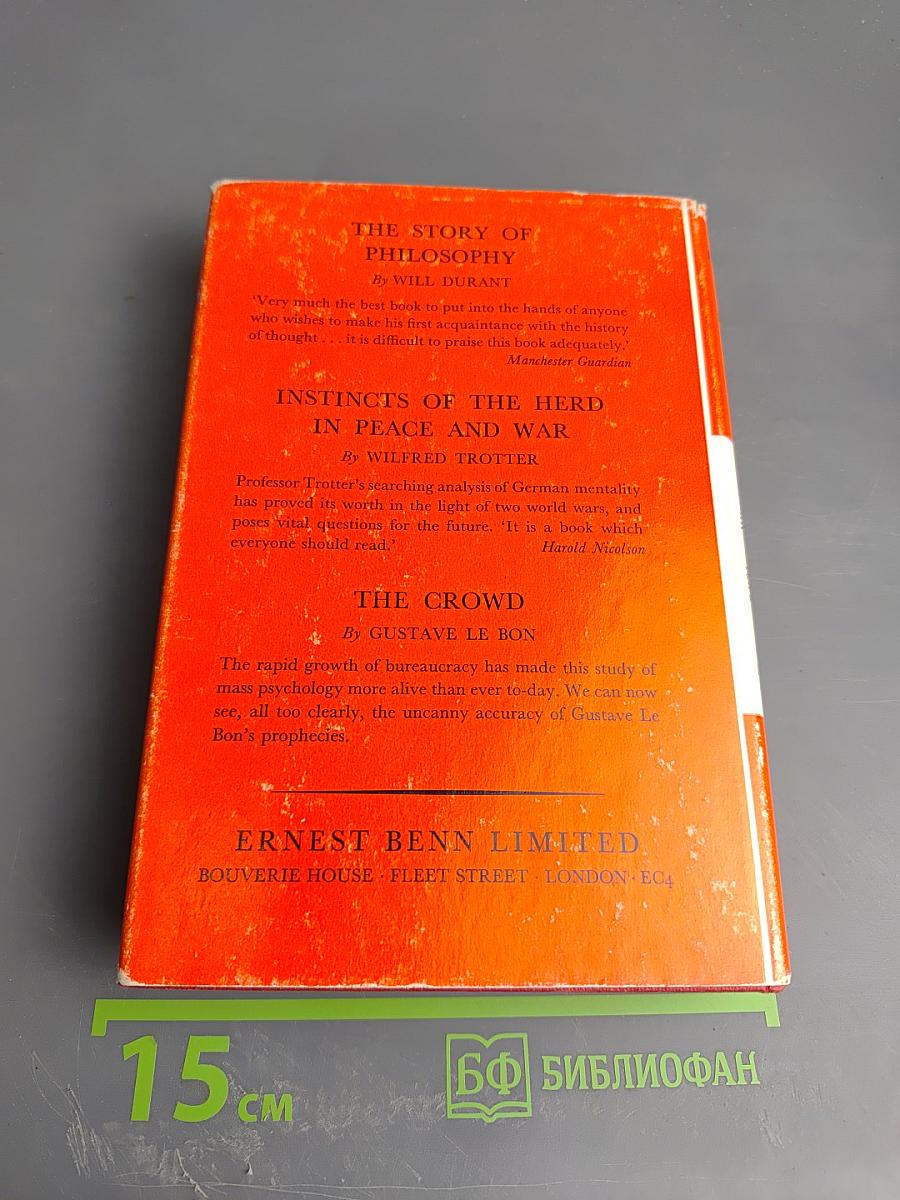 THE STORY OF
PHILOSOPHY
By WILL DURANT
'Very much the best book to put into the hands of anyone
who wishes to make his first acquaintance with the history
of thought . . . it is difficult to praise this book adequately.'
Manchester Guardian
INSTINCTS OF THE HERD
IN PEACE AND WAR
By WILFRED TROTTER
Professor Trotter's searching analysis of German mentality
has proved its worth in the light of two world wars, and
poses vital questions for the future. 'It is a book which
everyone should read.' Harold Nicolson
THE CROWD
By GUSTAVE LE BON
The rapid growth of bureaucracy has made this study of
mass psychology more alive than ever to-day. We can now
see, all too clearly, the uncanny accuracy of Gustave Le
Bon's prophecies.
ERNEST BENN LIMITED
BOUVERIE HOUSE · FLEET STREET · LONDON · EC4
15 см
БФ БИБЛИОФАН